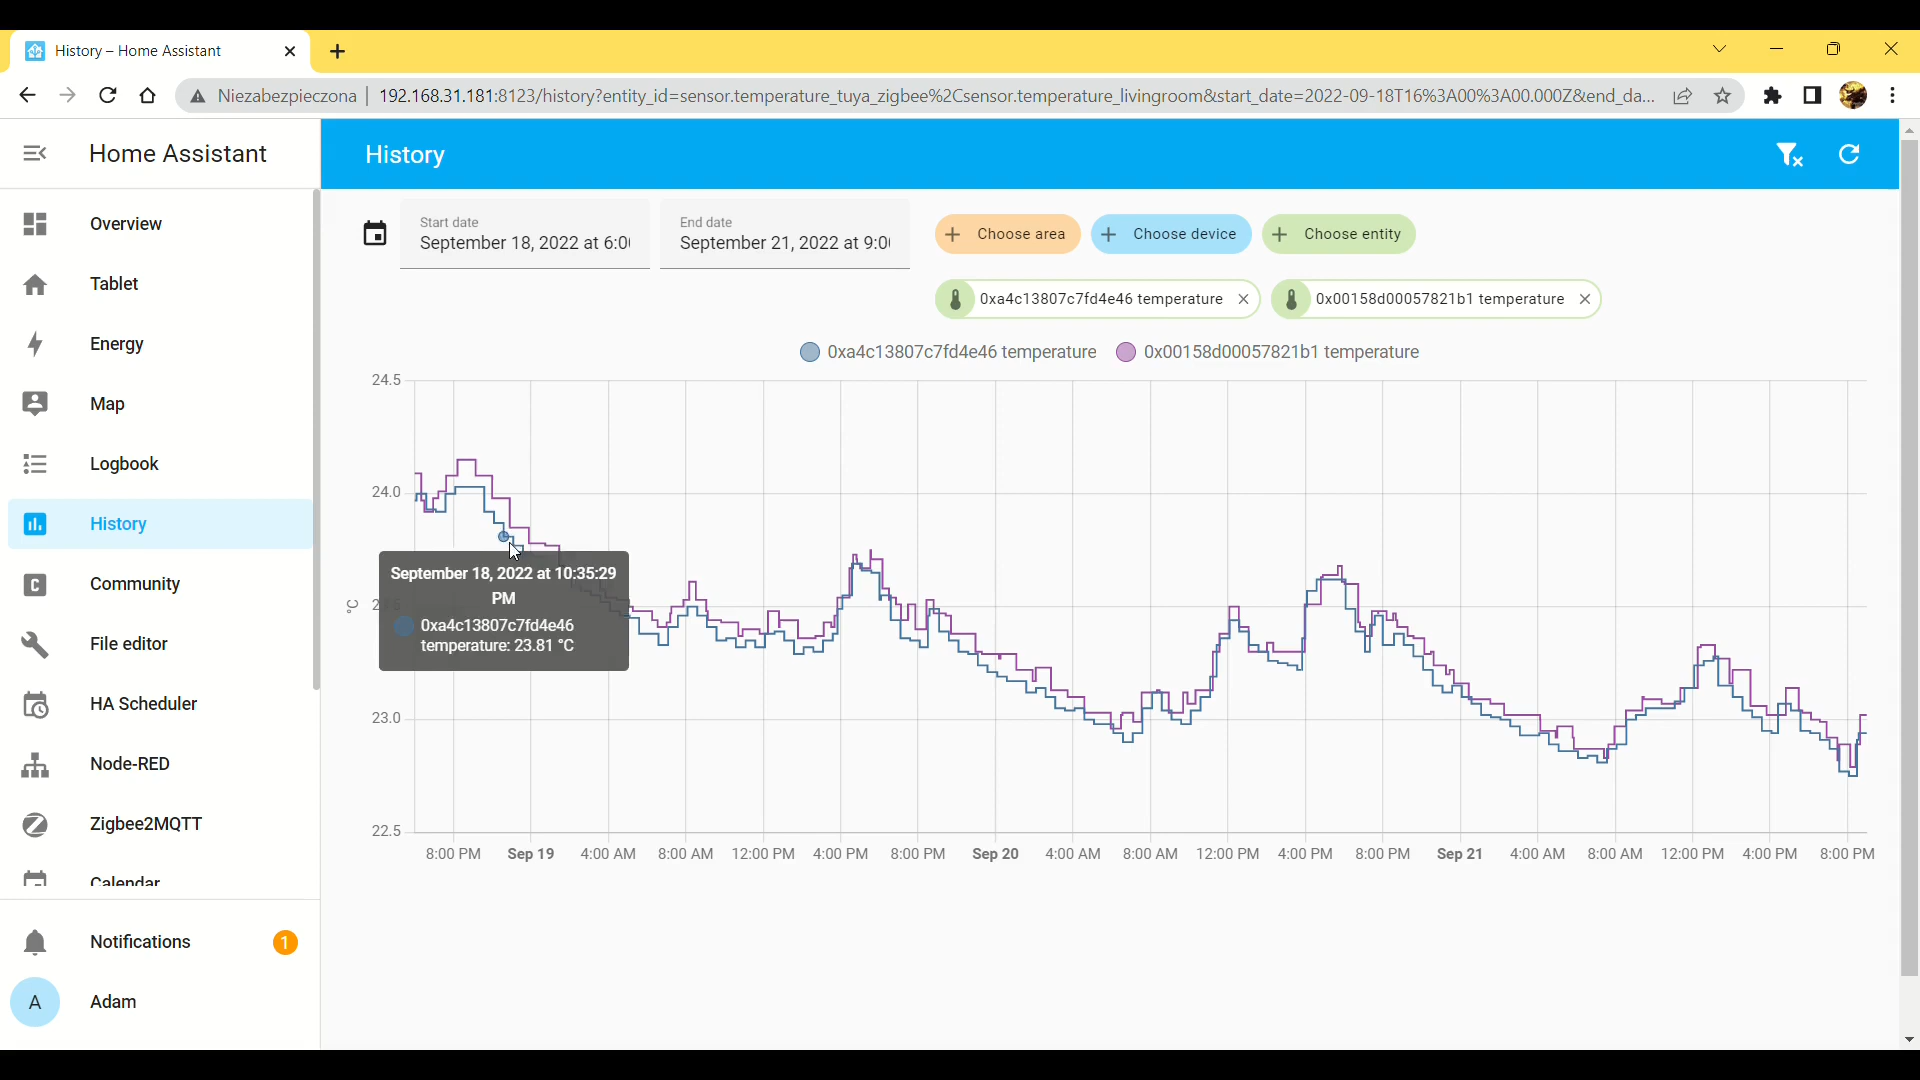 History – Home Assistant
Niezabezpieczona | 192.168.31.181:8123/history?entity_id=sensor.temperature_tuya_zigbee%2Csensor.temperature_livingroom&start_date=2022-09-18T16%3A00%3A00.000Z&end_da...
Home Assistant
History
Overview
Tablet
Energy
Map
Logbook
History
Community
File editor
HA Scheduler
Node-RED
Zigbee2MQTT
Calendar
Notifications
1
A
Adam
Start date
September 18, 2022 at 6:0
End date
September 21, 2022 at 9:0
+ Choose area
+ Choose device
+ Choose entity
0xa4c13807c7fd4e46 temperature
0x00158d00057821b1 temperature
0xa4c13807c7fd4e46 temperature
0x00158d00057821b1 temperature
24.5
24.0
°C
23.0
22.5
September 18, 2022 at 10:35:29
PM
0xa4c13807c7fd4e46
temperature: 23.81 °C
8:00 PM
Sep 19
4:00 AM
8:00 AM
12:00 PM
4:00 PM
8:00 PM
Sep 20
4:00 AM
8:00 AM
12:00 PM
4:00 PM
8:00 PM
Sep 21
4:00 AM
8:00 AM
12:00 PM
4:00 PM
8:00 PM